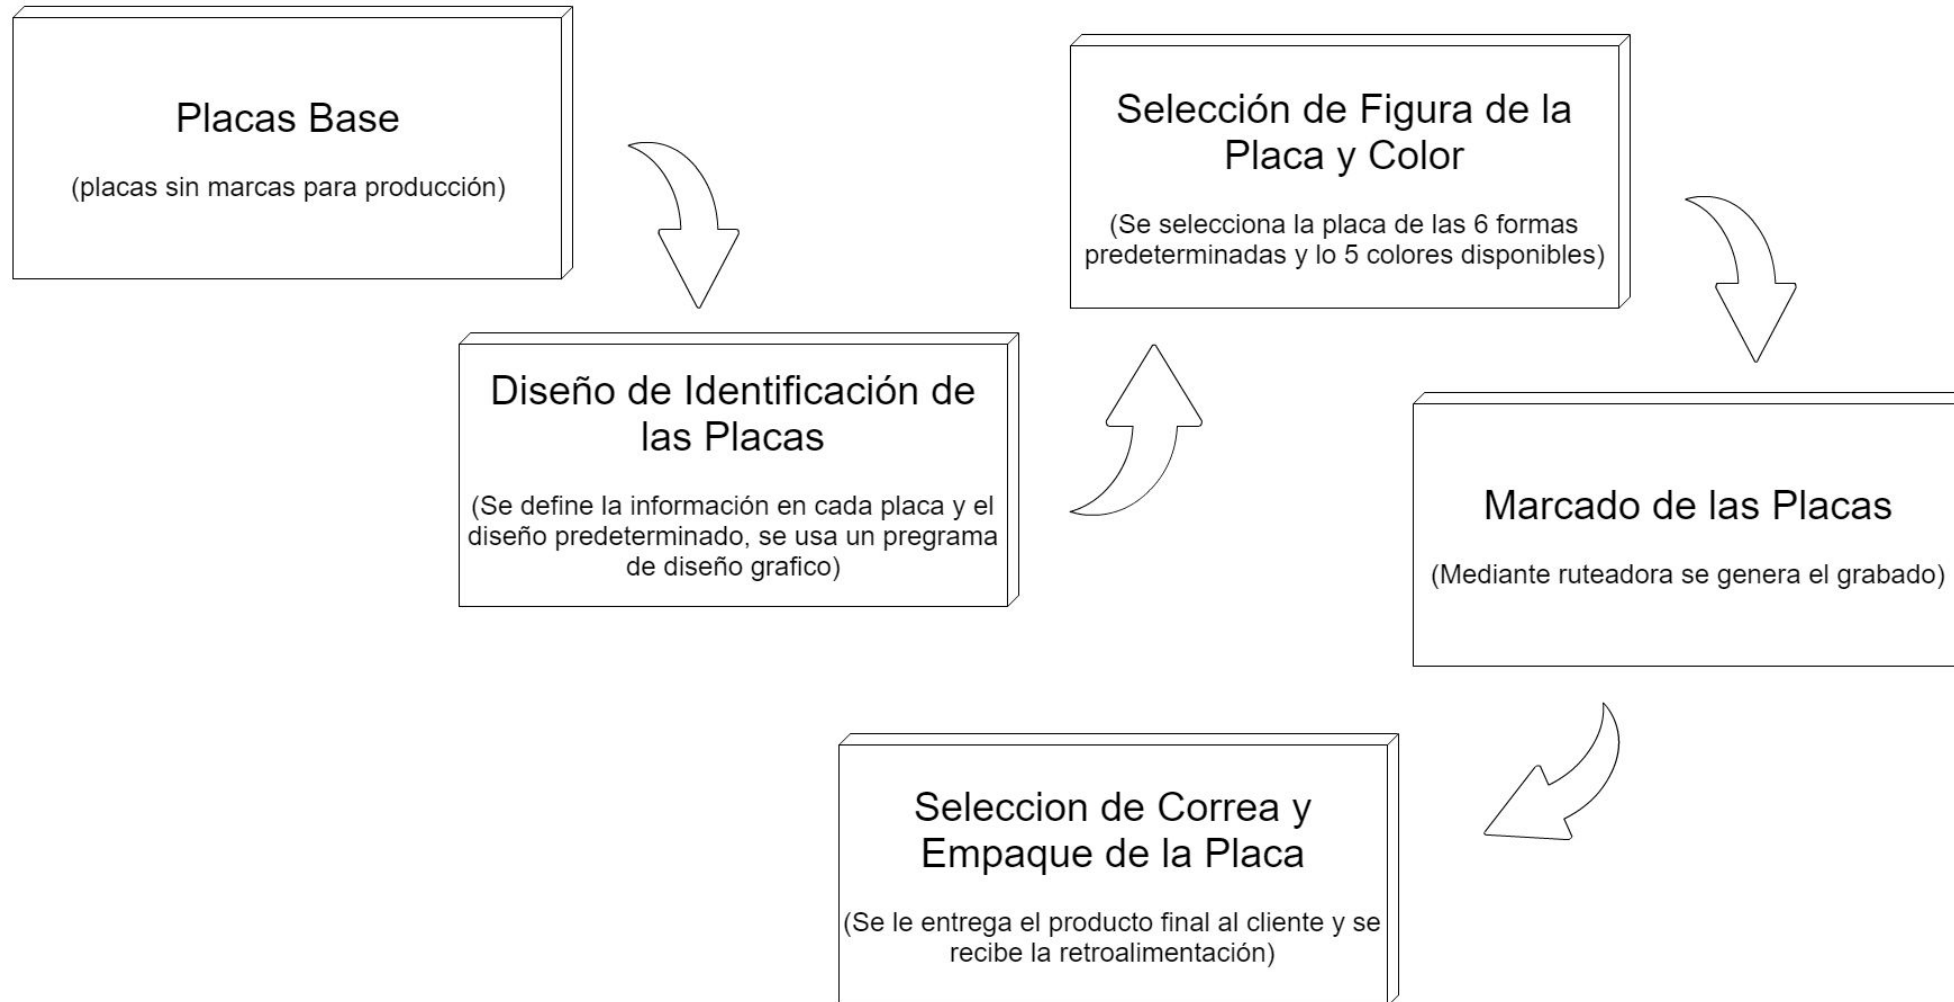 Placas Base
(placas sin marcas para producción)
Diseño de Identificación de
las Placas
(Se define la información en cada placa y el
diseño predeterminado, se usa un pregrama
de diseño grafico)
Selección de Figura de la
Placa y Color
(Se selecciona la placa de las 6 formas
predeterminadas y lo 5 colores disponibles)
Marcado de las Placas
(Mediante ruteadora se genera el grabado)
Seleccion de Correa y
Empaque de la Placa
(Se le entrega el producto final al cliente y se
recibe la retroalimentación)